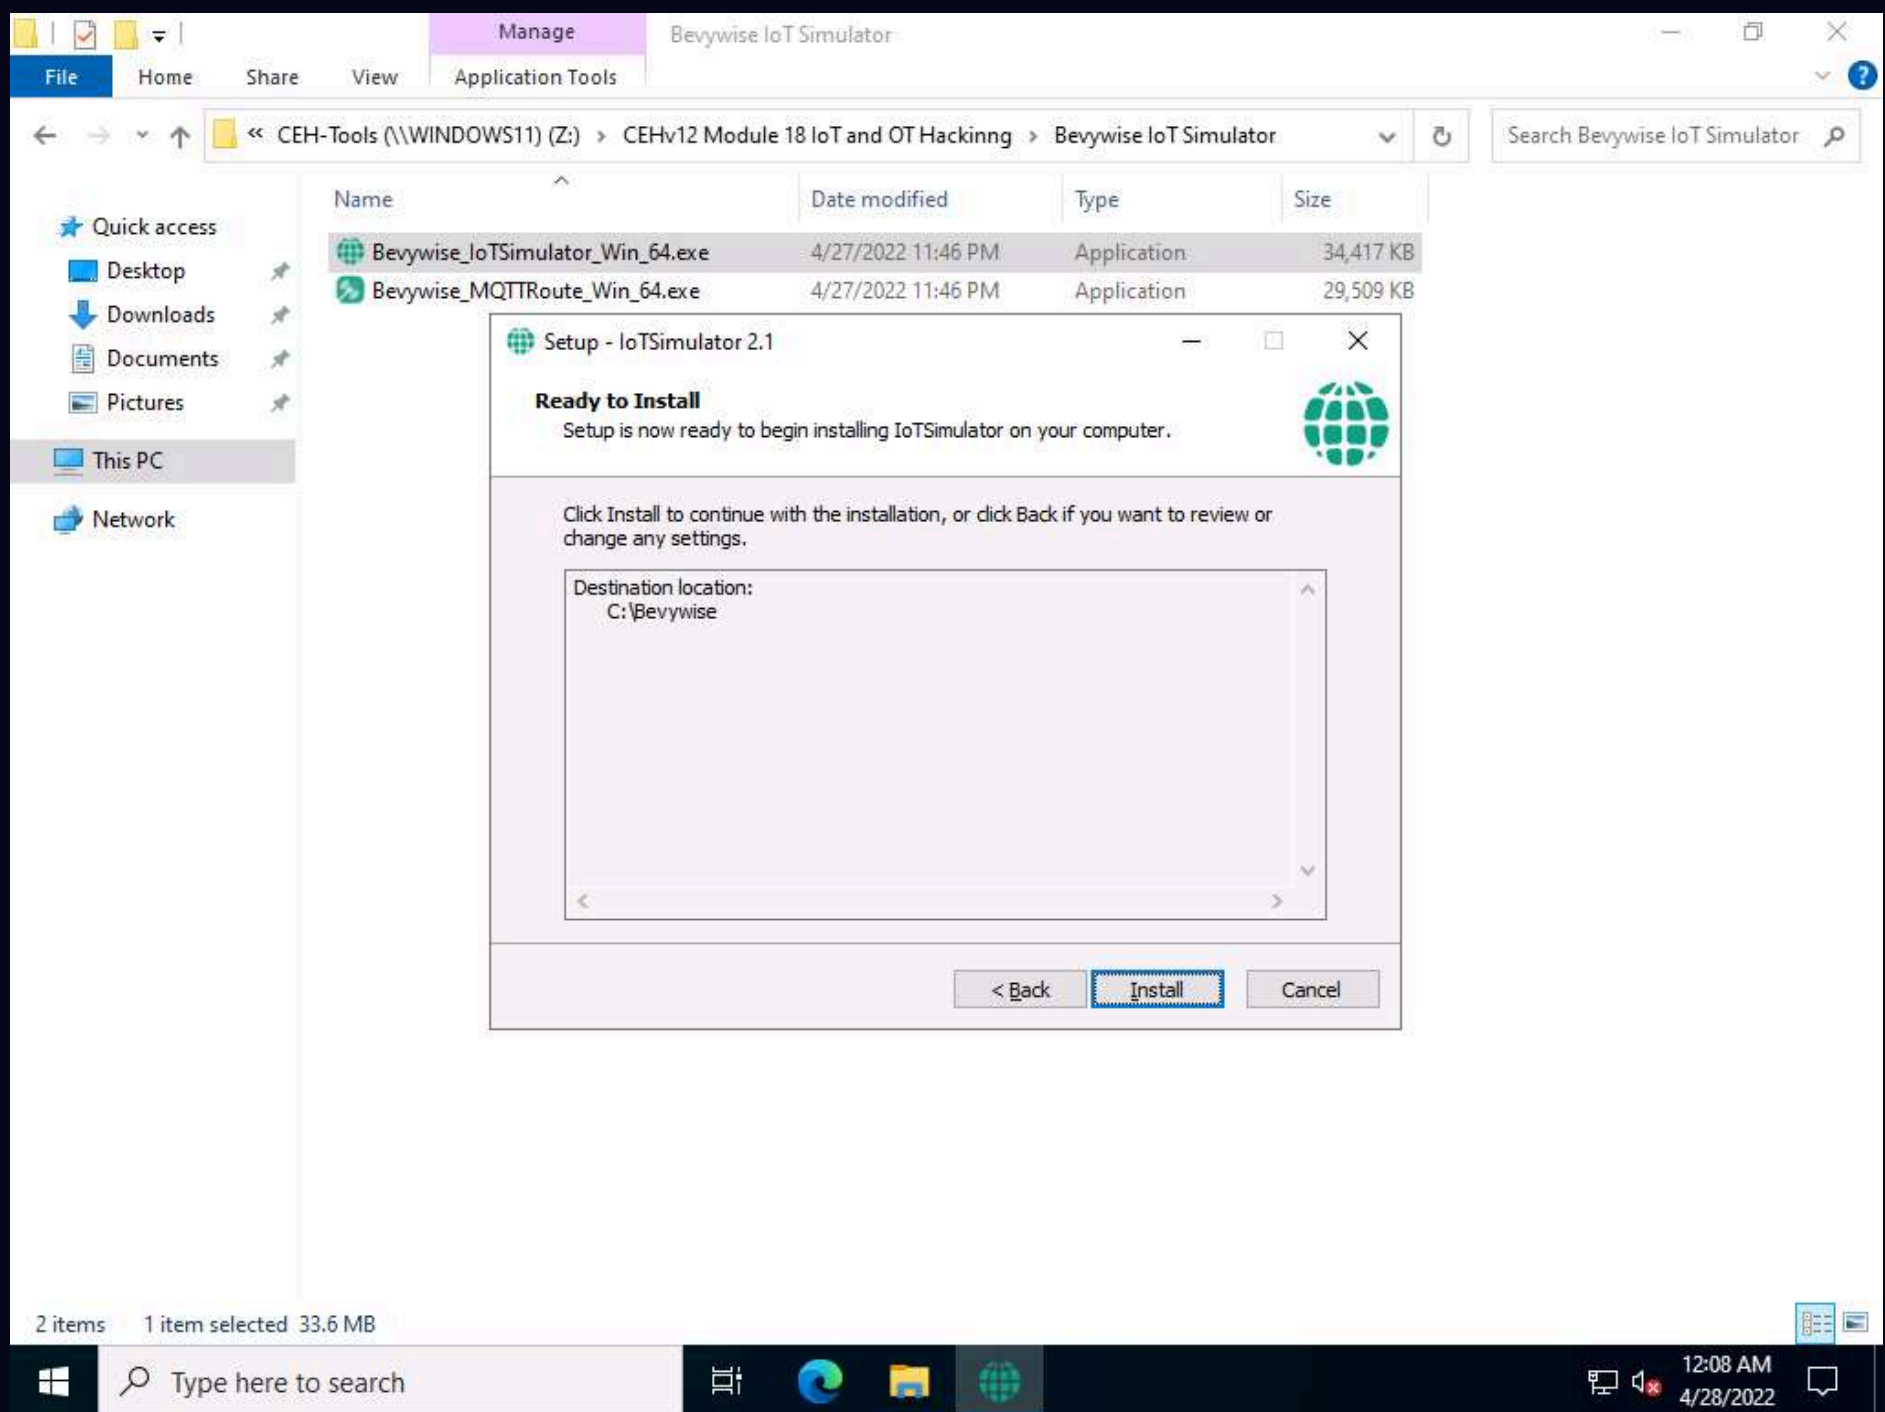 Manage
Bevywise IoT Simulator
File
Home
Share
View
Application Tools
« CEH-Tools (\\WINDOWS11) (Z:) › CEHv12 Module 18 IoT and OT Hackinng › Bevywise IoT Simulator
Search Bevywise IoT Simulator
Name
Date modified
Type
Size
Quick access
Bevywise_IoTSimulator_Win_64.exe 4/27/2022 11:46 PM Application 34,417 KB
Desktop
Bevywise_MQTTRoute_Win_64.exe 4/27/2022 11:46 PM Application 29,509 KB
Downloads
Documents
Pictures
This PC
Network
Setup - IoTSimulator 2.1
Ready to Install
Setup is now ready to begin installing IoTSimulator on your computer.
Click Install to continue with the installation, or click Back if you want to review or
change any settings.
Destination location:
C:\Bevywise
< Back
Install
Cancel
2 items
1 item selected 33.6 MB
Type here to search
12:08 AM
4/28/2022